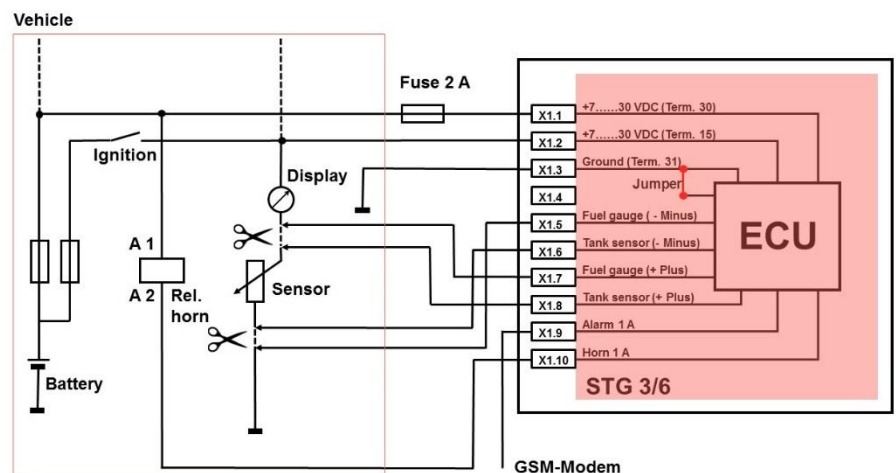 Vehicle
Fuse 2 A
Ignition
Display
A 1
A 2
Rel.
horn
Sensor
Battery
X1.1 +7......30 VDC (Term. 30)
X1.2 +7......30 VDC (Term. 15)
X1.3 Ground (Term. 31)
X1.4 Jumper
X1.5 Fuel gauge ( - Minus)
X1.6 Tank sensor (- Minus)
X1.7 Fuel gauge (+ Plus)
X1.8 Tank sensor (+ Plus)
X1.9 Alarm 1 A
X1.10 Horn 1 A
ECU
STG 3/6
GSM-Modem